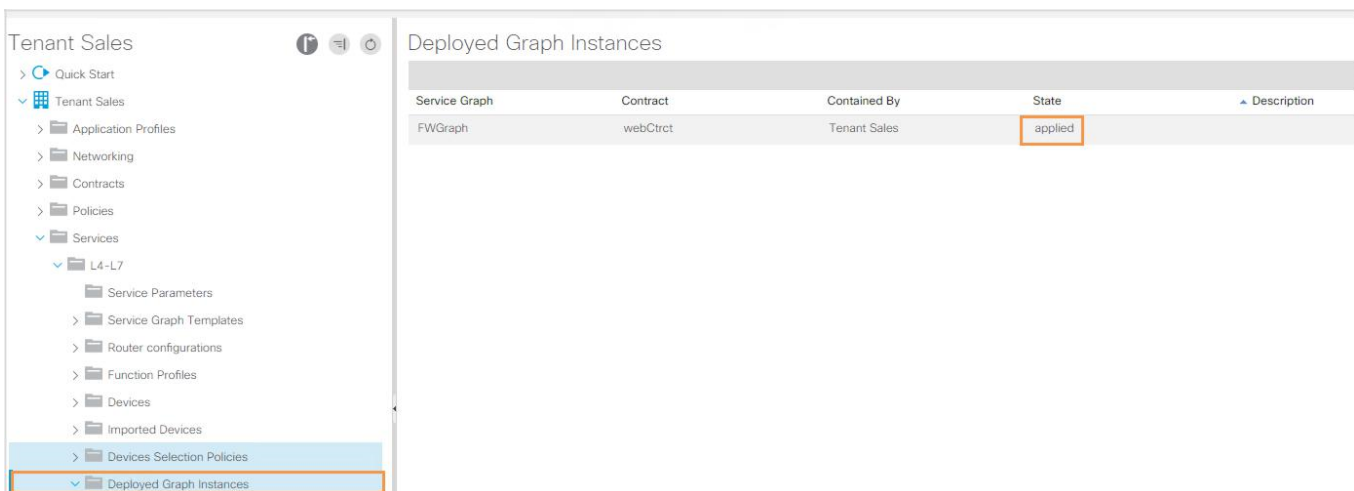 Tenant Sales
Quick Start
Tenant Sales
Application Profiles
Networking
Contracts
Policies
Services
L4-L7
Service Parameters
Service Graph Templates
Router configurations
Function Profiles
Devices
Imported Devices
Devices Selection Policies
Deployed Graph Instances
Deployed Graph Instances
Service Graph Contract Contained By State Description
FWGraph webCtrct Tenant Sales applied